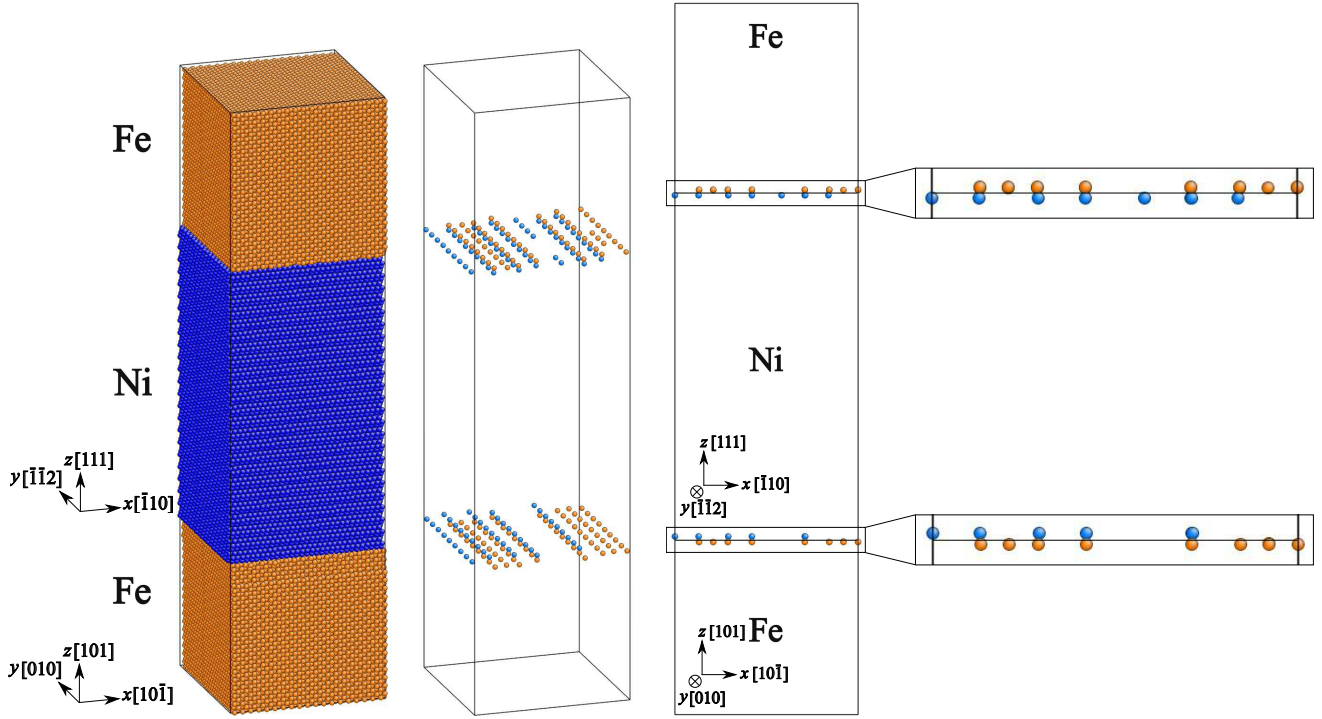 Fe
Ni
z[111]
y[1̄1̄2]
x[1̄10]
Fe
z[101]
y[010]
x[101̄]
Fe
Ni
z[111]
x[1̄10]
y[1̄1̄2]
Fe
z[101]
x[101̄]
y[010]